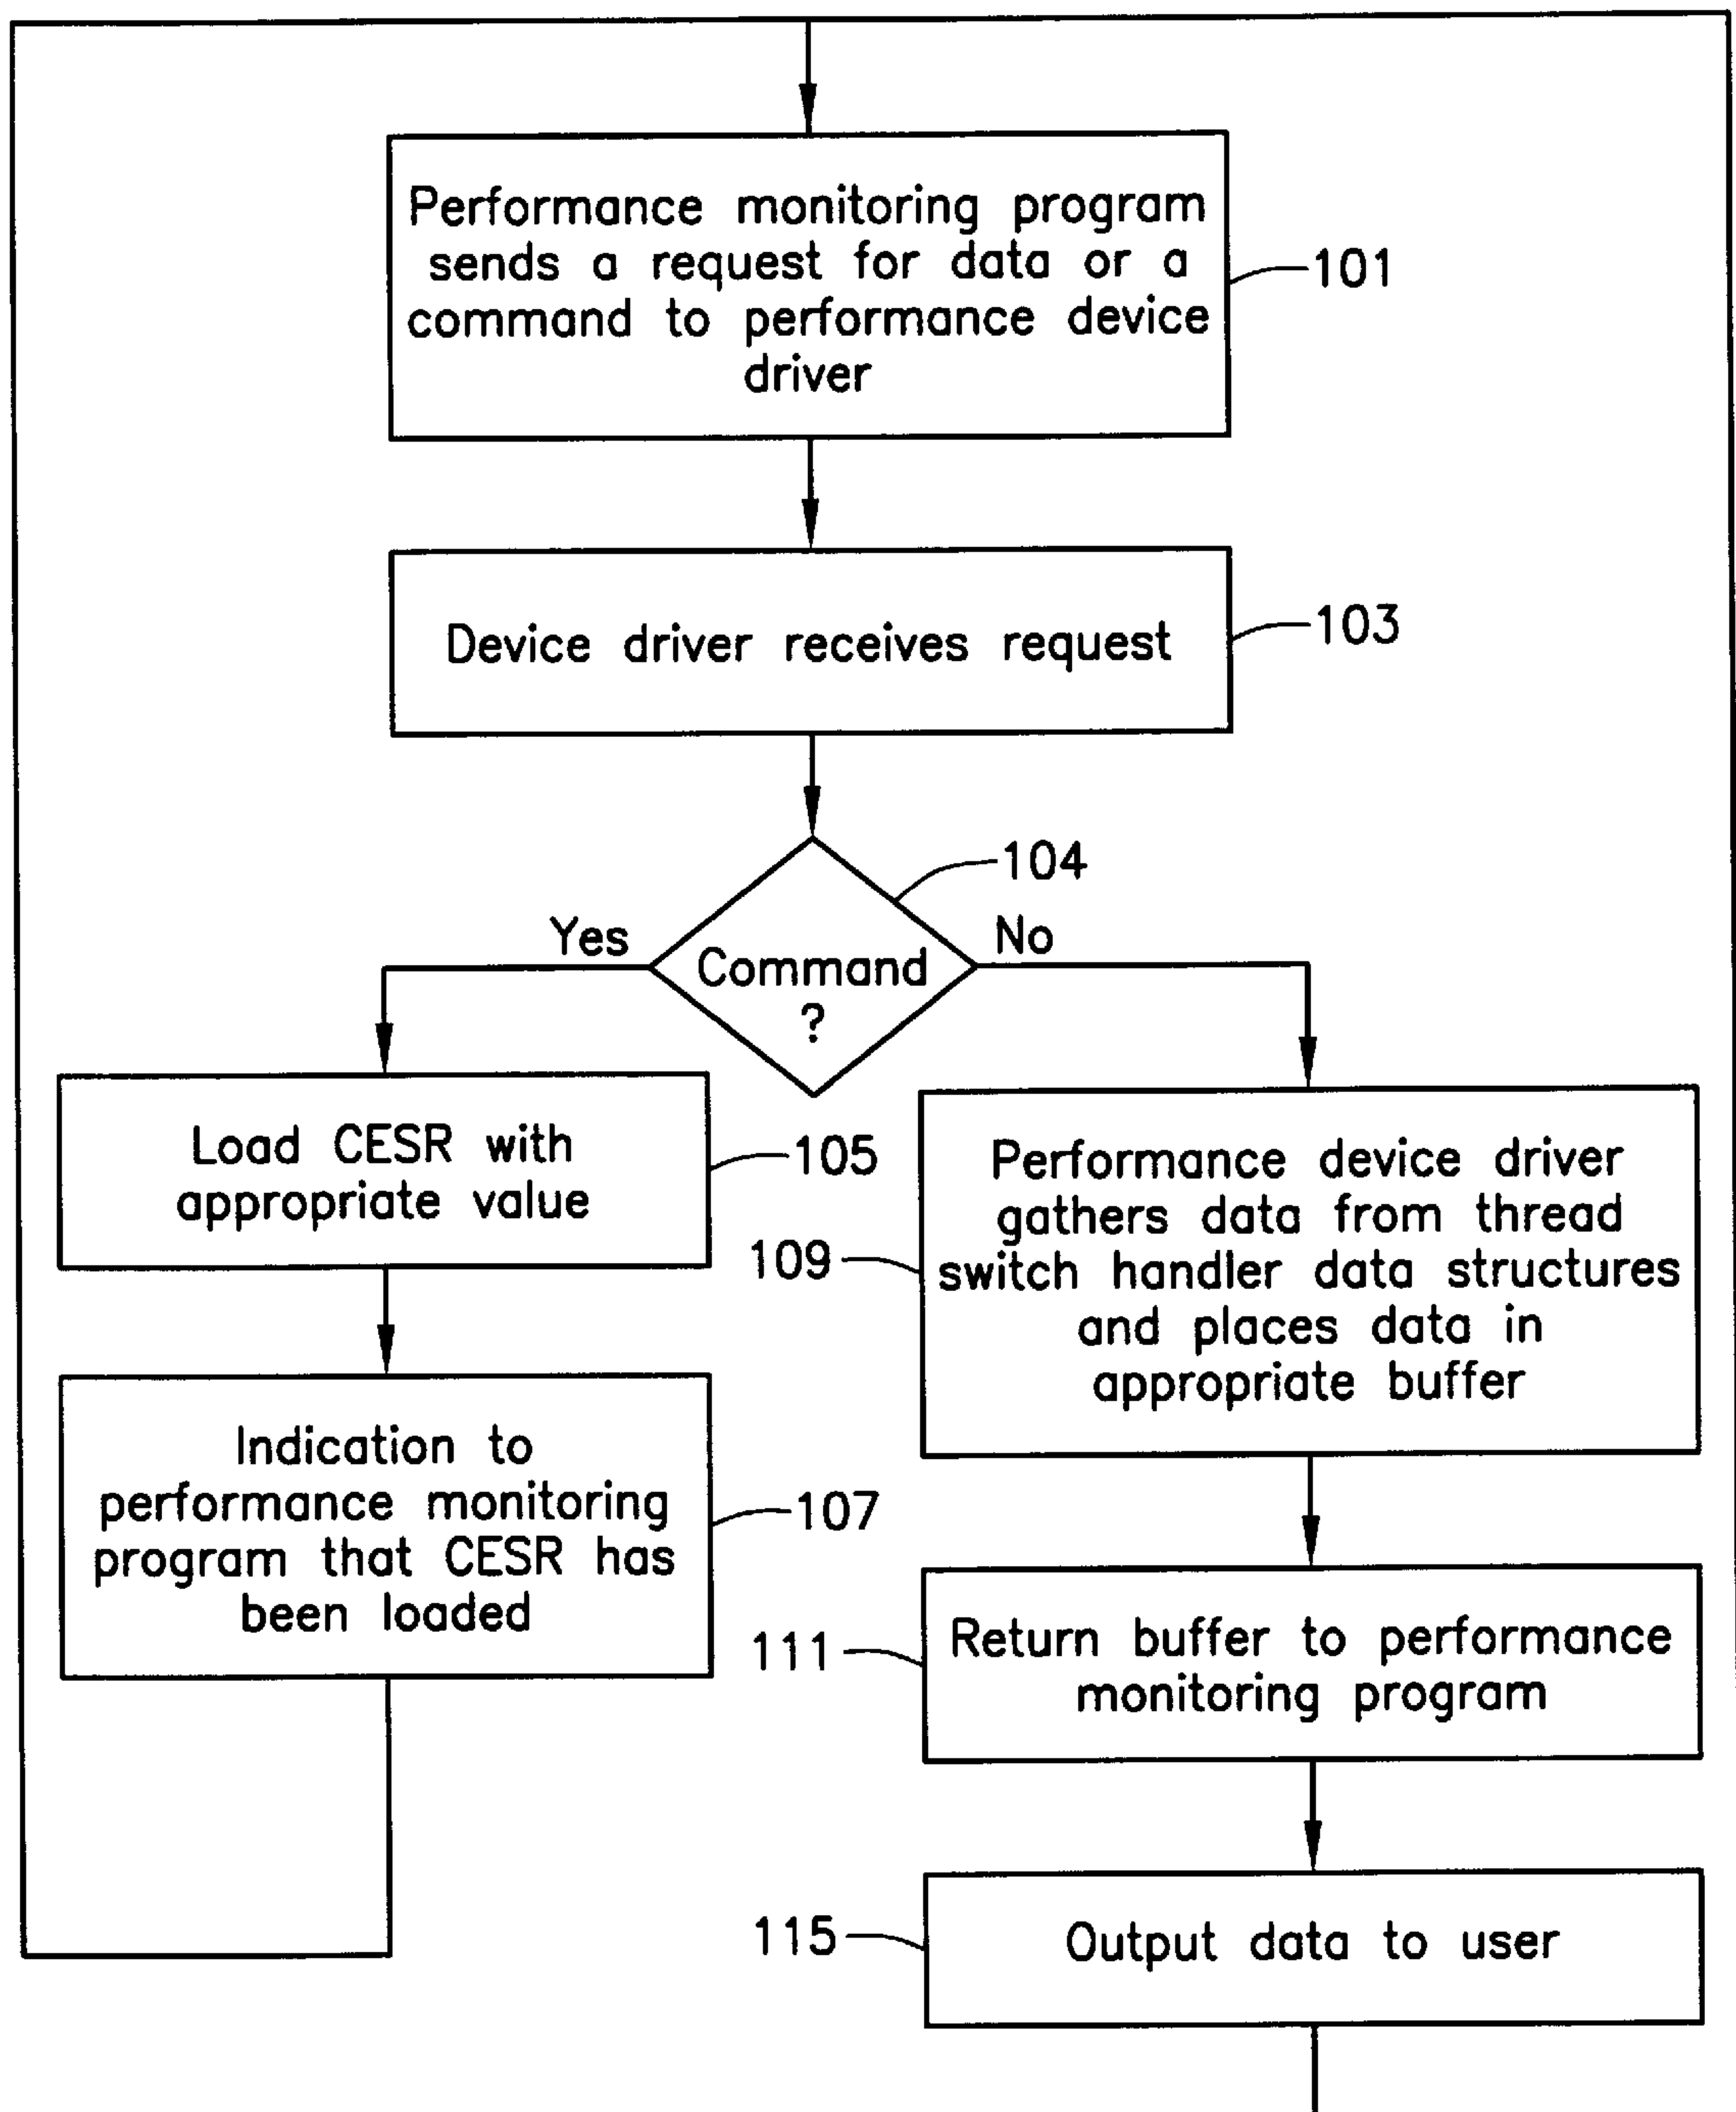 Performance monitoring program
sends a request for data or a
command to performance device
driver
101
Device driver receives request
103
104
Yes
No
Command
?
Load CESR with
appropriate value
105
Performance device driver
gathers data from thread
switch handler data structures
and places data in
appropriate buffer
109
Indication to
performance monitoring
program that CESR has
been loaded
107
Return buffer to performance
monitoring program
111
Output data to user
115